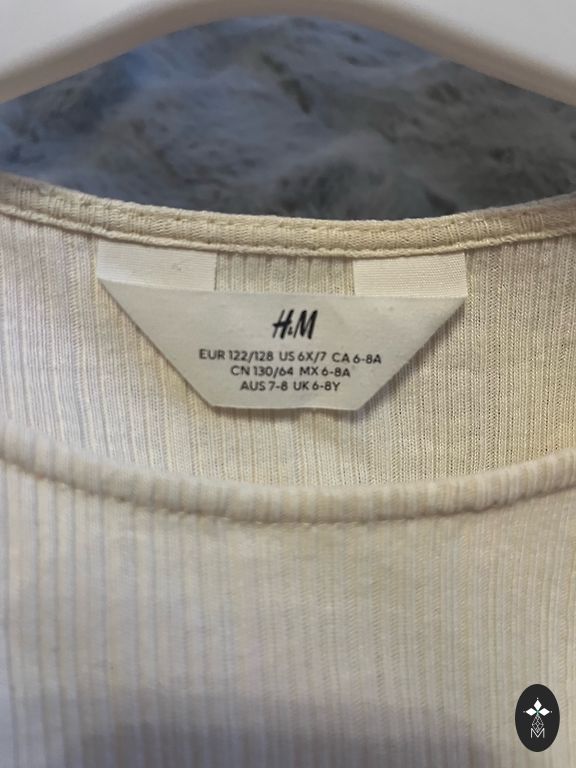 H&M
EUR 122/128 US 6X/7 CA 6-8A
CN 130/64 MX 6-8A
AUS 7-8 UK 6-8Y
M